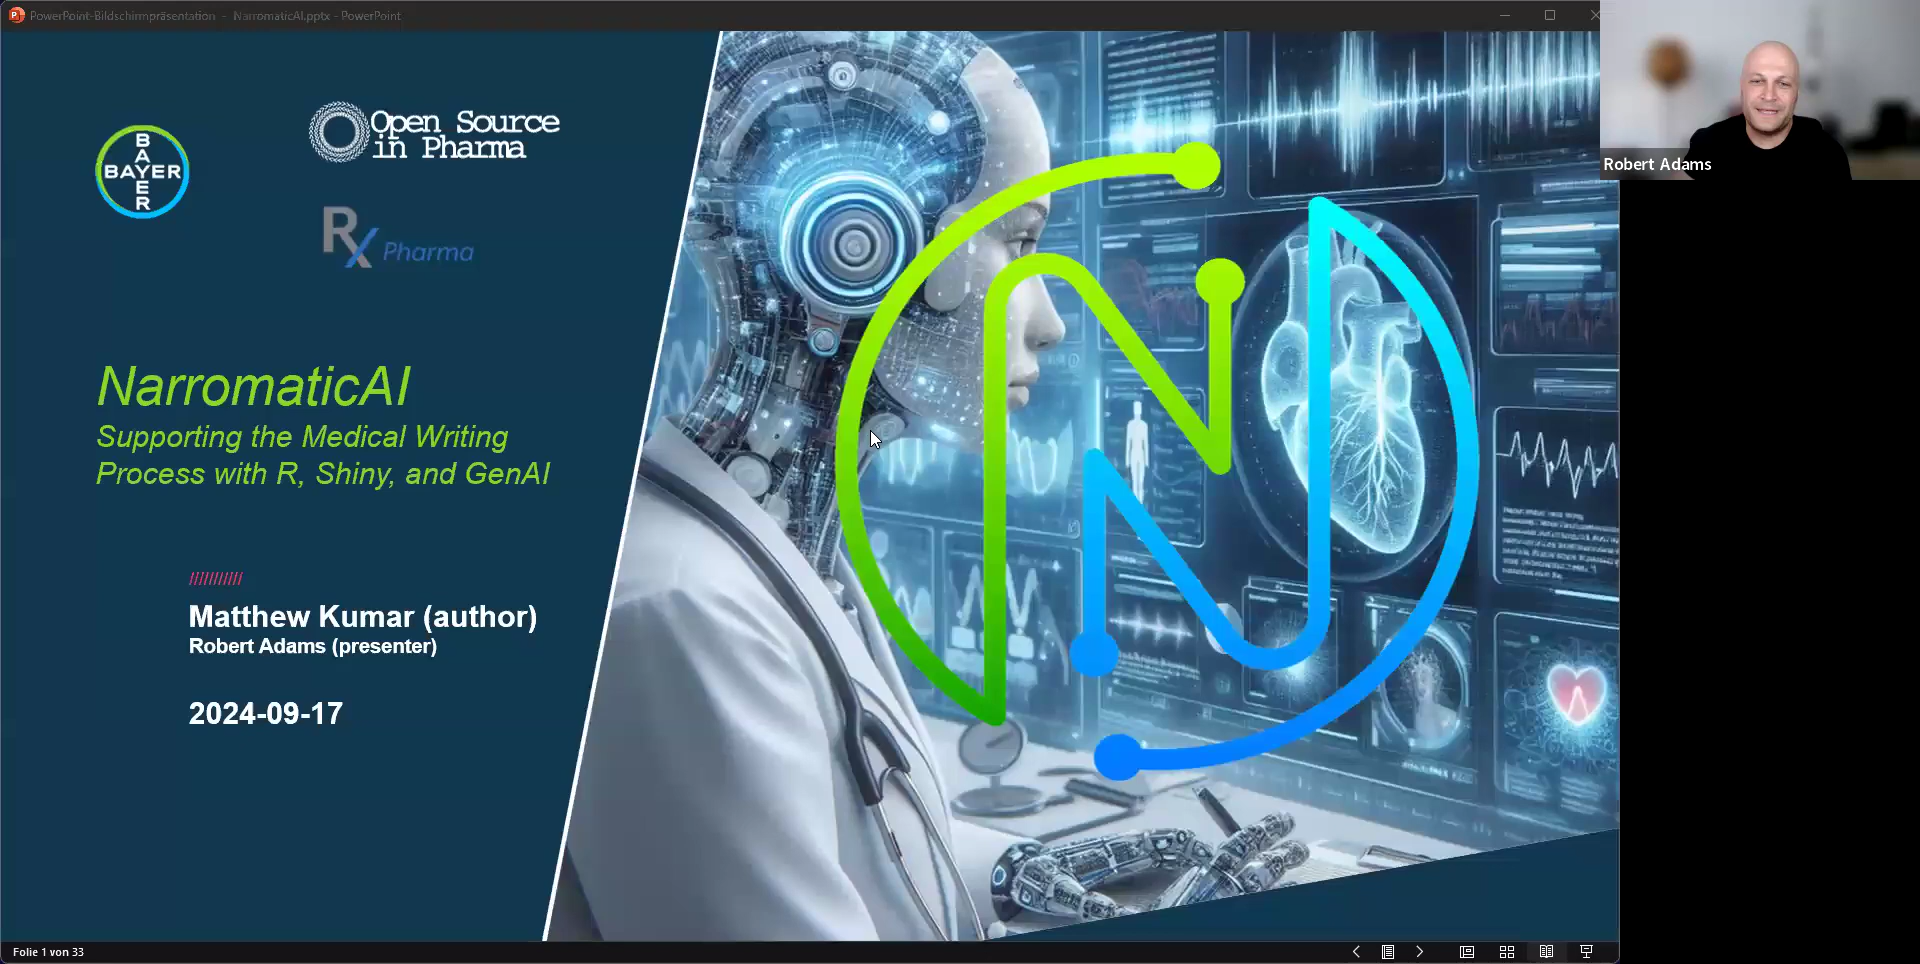 PowerPoint-Bildschirmpräsentation - NarromaticAI.pptx - PowerPoint
Robert Adams
BAYER
BAYER
Open Source
in Pharma
Rx Pharma
NarromaticAI
Supporting the Medical Writing
Process with R, Shiny, and GenAI
///////////
Matthew Kumar (author)
Robert Adams (presenter)
2024-09-17
Folie 1 von 33